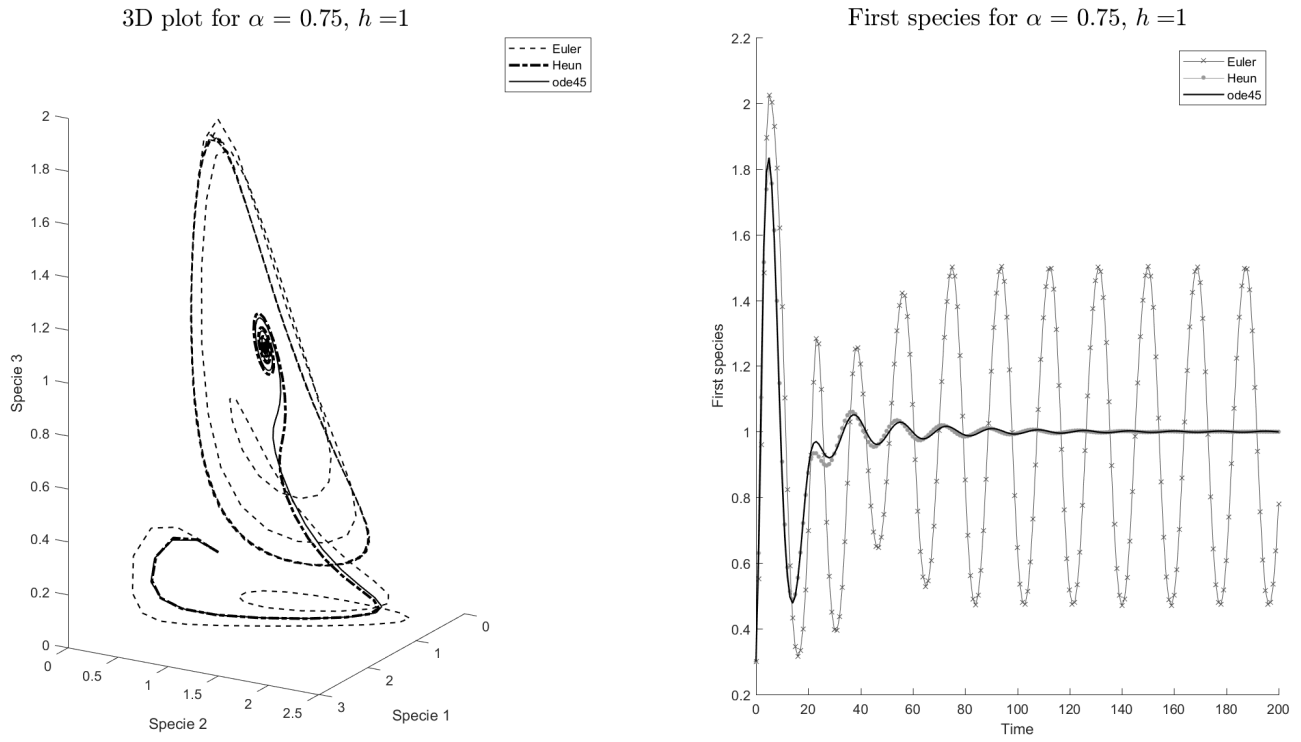 3D plot for α = 0.75, h =1
Euler
Heun
ode45
2
1.8
1.6
1.4
1.2
1
0.8
0.6
0.4
0.2
0
Specie 3
0
0.5
1
1.5
2
2.5
Specie 2
3
2
1
0
Specie 1
First species for α = 0.75, h =1
Euler
Heun
ode45
2.2
2
1.8
1.6
1.4
1.2
1
0.8
0.6
0.4
0.2
First species
0 20 40 60 80 100 120 140 160 180 200
Time